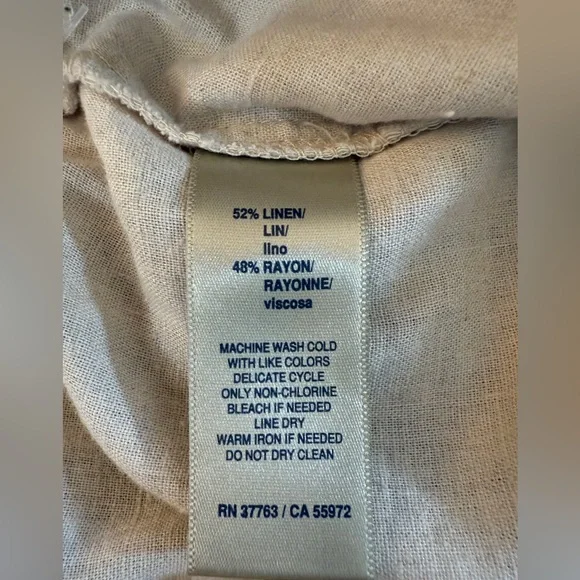 52% LINEN/
LIN/
lino
48% RAYON/
RAYONNE/
viscosa
MACHINE WASH COLD
WITH LIKE COLORS
DELICATE CYCLE
ONLY NON-CHLORINE
BLEACH IF NEEDED
LINE DRY
WARM IRON IF NEEDED
DO NOT DRY CLEAN
RN 37763 / CA 55972